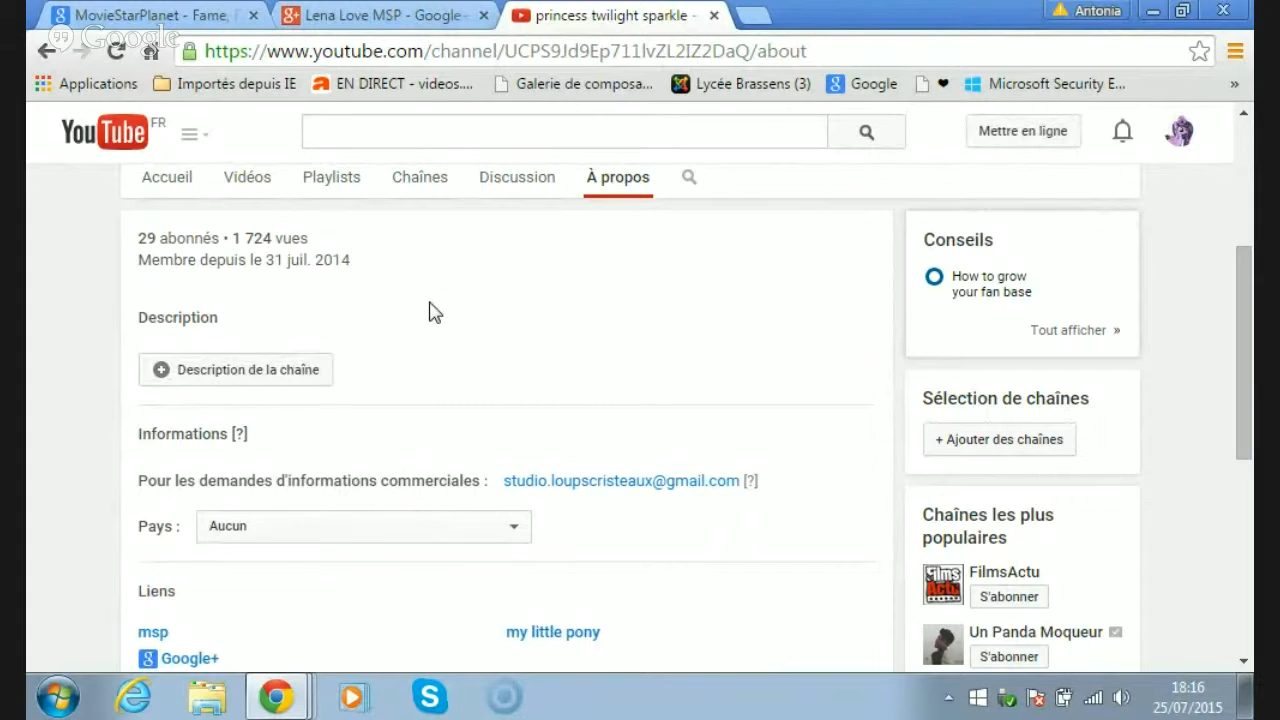 MovieStarPlanet - Fame, F
Lena Love MSP - Google-
princess twilight sparkle -
Antonia
Google
https://www.youtube.com/channel/UCPS9Jd9Ep711lvZL2IZ2DaQ/about
Applications
Importés depuis IE
EN DIRECT - videos....
Galerie de composa...
Lycée Brassens (3)
Google
Microsoft Security E...
»
YouTube FR
Mettre en ligne
Accueil
Vidéos
Playlists
Chaînes
Discussion
À propos
29 abonnés • 1 724 vues
Membre depuis le 31 juil. 2014
Description
Description de la chaîne
Informations [?]
Pour les demandes d'informations commerciales : studio.loupscristeaux@gmail.com [?]
Pays : Aucun
Liens
msp
my little pony
Google+
Conseils
How to grow
your fan base
Tout afficher »
Sélection de chaînes
+ Ajouter des chaînes
Chaînes les plus
populaires
FilmsActu
S'abonner
Un Panda Moqueur
S'abonner
18:16
25/07/2015